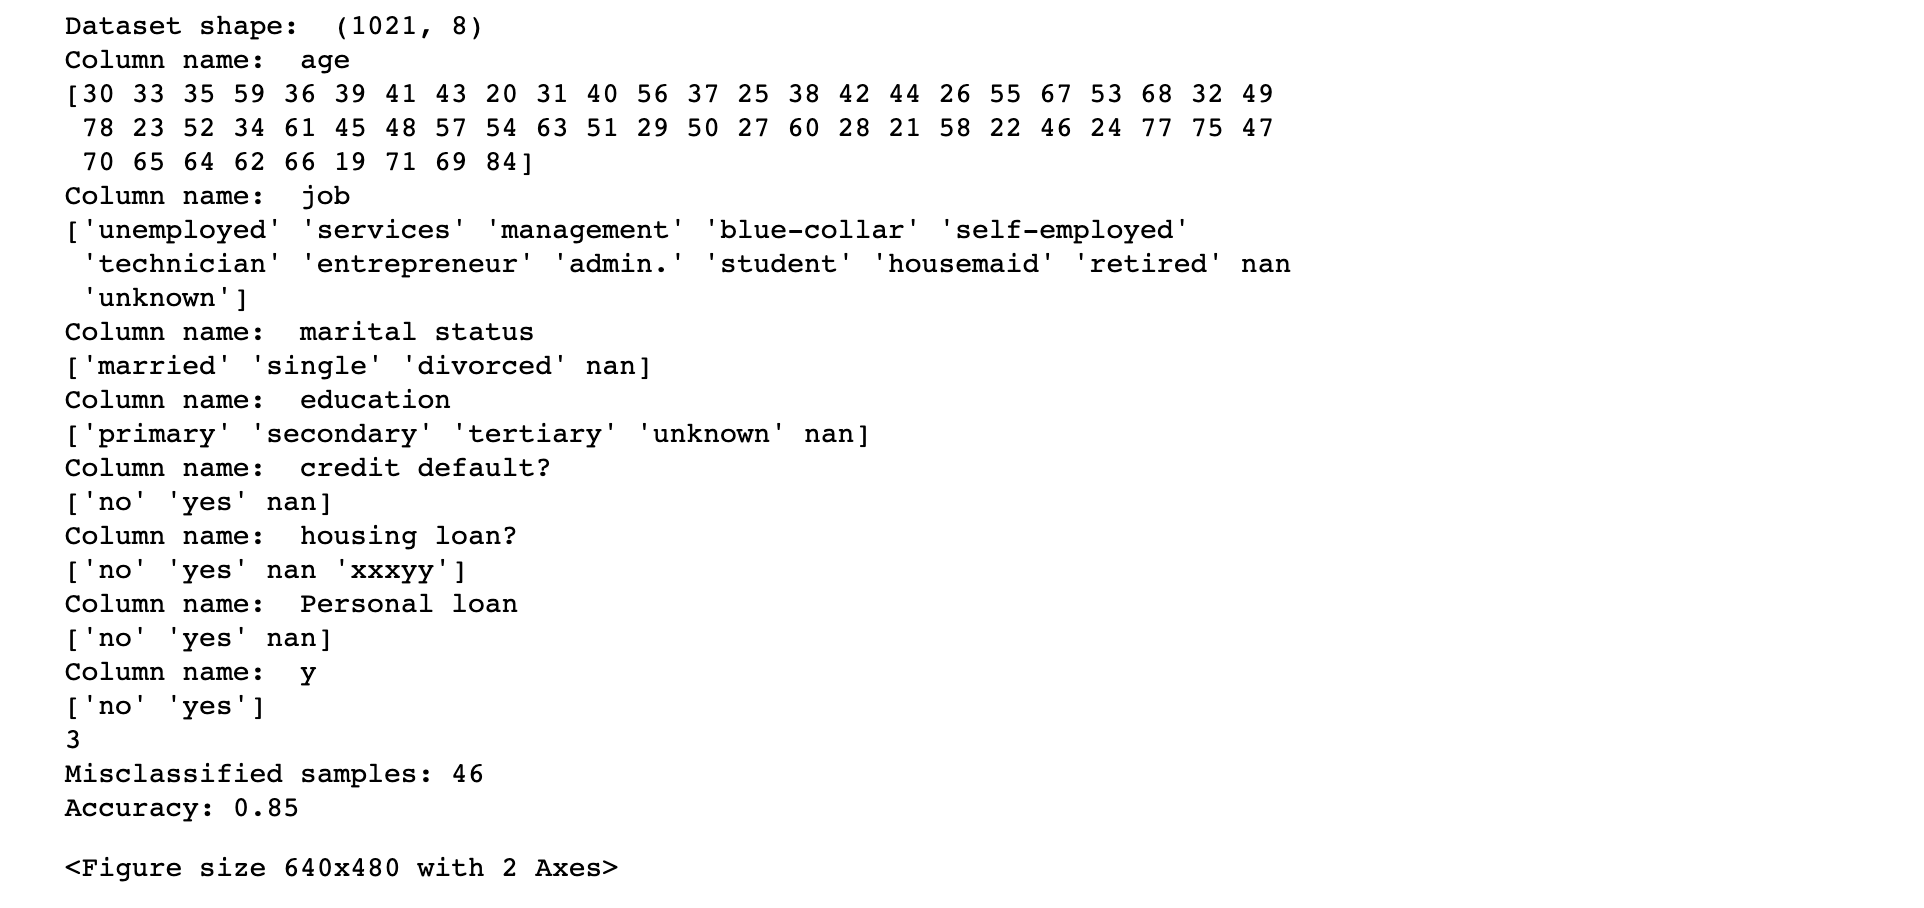 Dataset shape:  (1021, 8)
Column name:  age
[30 33 35 59 36 39 41 43 20 31 40 56 37 25 38 42 44 26 55 67 53 68 32 49
 78 23 52 34 61 45 48 57 54 63 51 29 50 27 60 28 21 58 22 46 24 77 75 47
 70 65 64 62 66 19 71 69 84]
Column name:  job
['unemployed' 'services' 'management' 'blue-collar' 'self-employed'
 'technician' 'entrepreneur' 'admin.' 'student' 'housemaid' 'retired' nan
 'unknown']
Column name:  marital status
['married' 'single' 'divorced' nan]
Column name:  education
['primary' 'secondary' 'tertiary' 'unknown' nan]
Column name:  credit default?
['no' 'yes' nan]
Column name:  housing loan?
['no' 'yes' nan 'xxxyy']
Column name:  Personal loan
['no' 'yes' nan]
Column name:  y
['no' 'yes']
3
Misclassified samples: 46
Accuracy: 0.85
<Figure size 640x480 with 2 Axes>